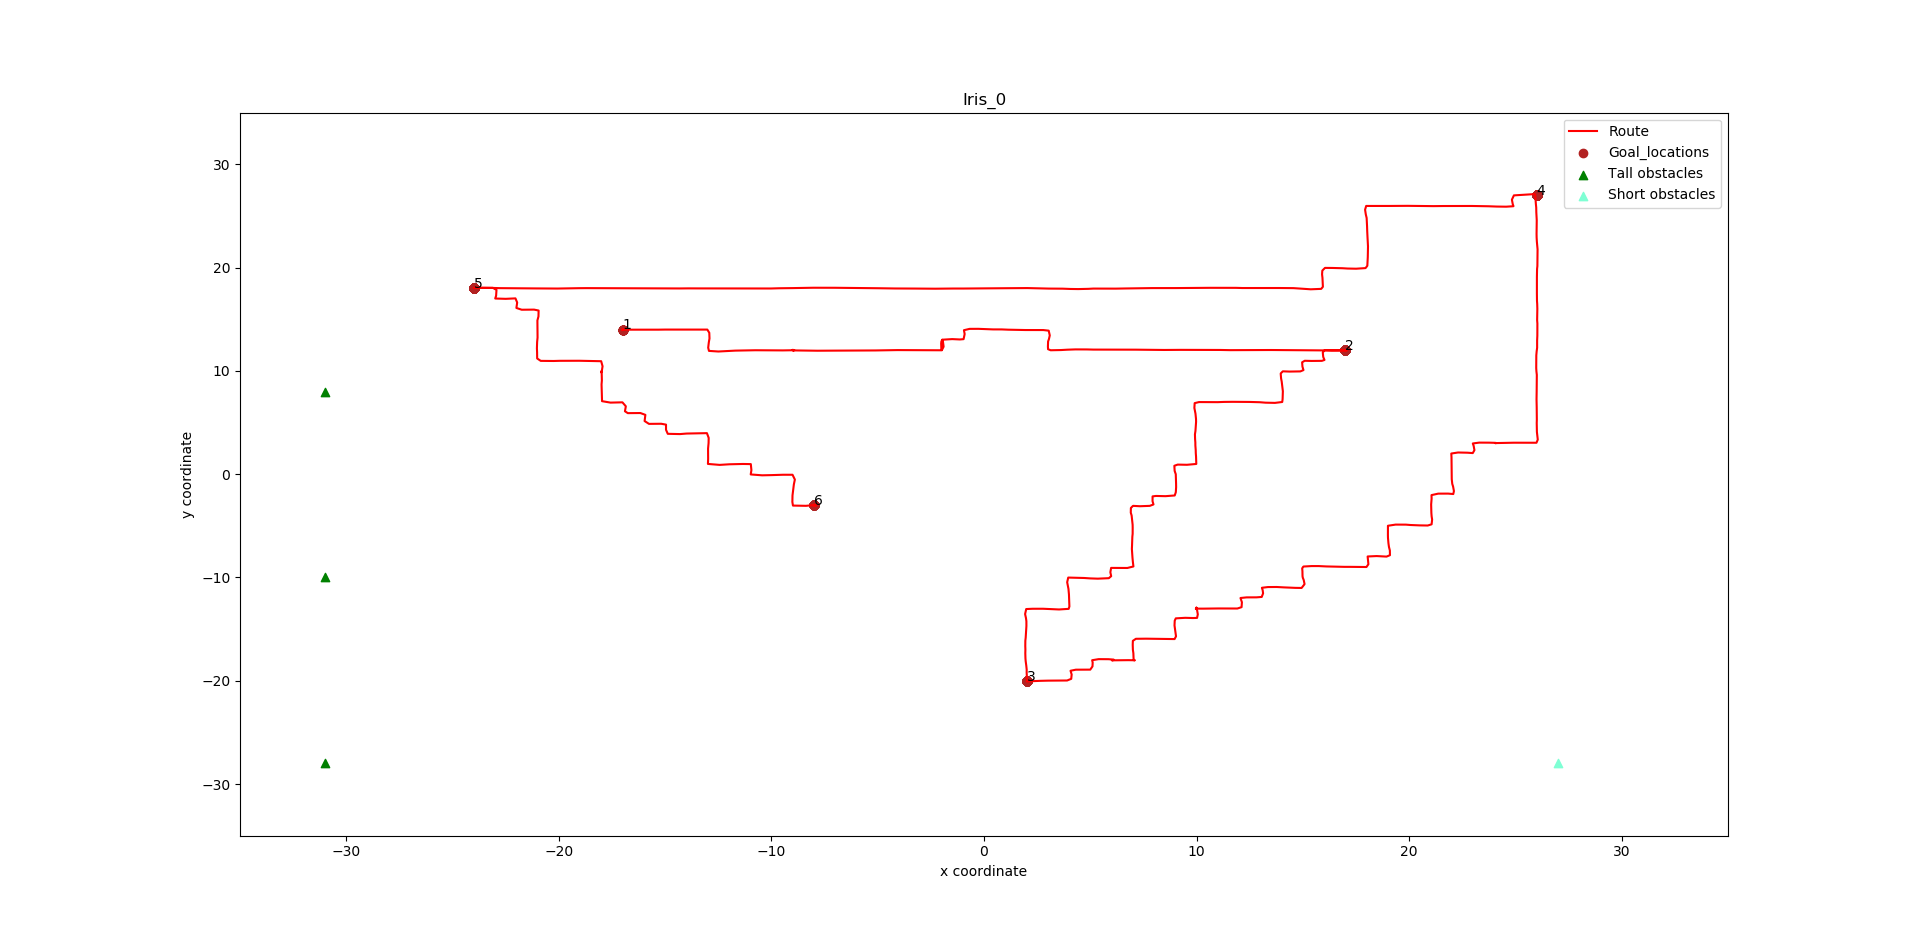 Iris_0
Route
Goal_locations
Tall obstacles
Short obstacles
30
20
10
0
−10
−20
−30
y coordinate
4
5
1
2
6
3
−30
−20
−10
0
10
20
30
x coordinate